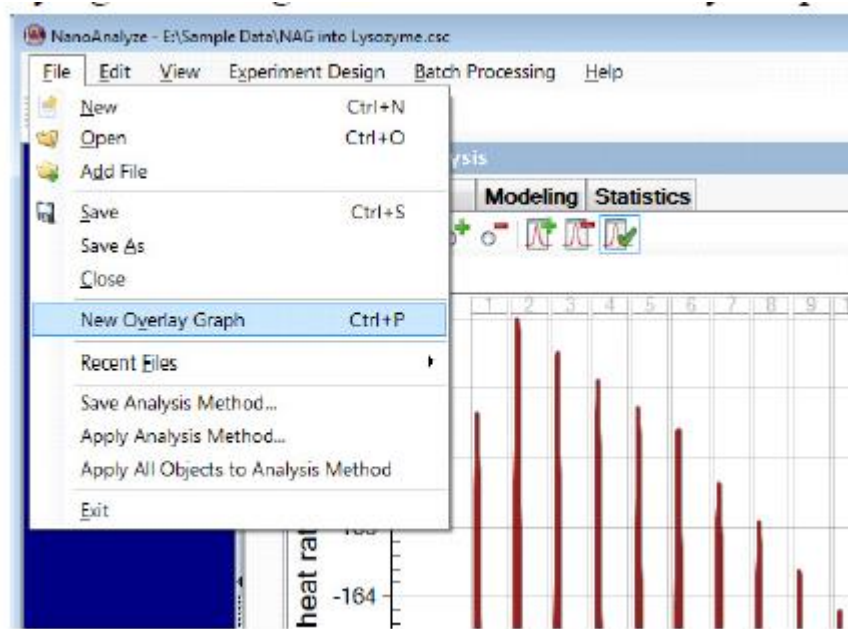 NanoAnalyze - E:\Sample Data\NAG into Lysozyme.csc
File Edit View Experiment Design Batch Processing Help
New Ctrl+N
Open Ctrl+O
Add File
Save Ctrl+S
Save As
Close
New Overlay Graph Ctrl+P
Recent Files
Save Analysis Method...
Apply Analysis Method...
Apply All Objects to Analysis Method
Exit
ysis
Modeling Statistics
1 2 3 4 5 6 7 8 9 1
heat rat
-164